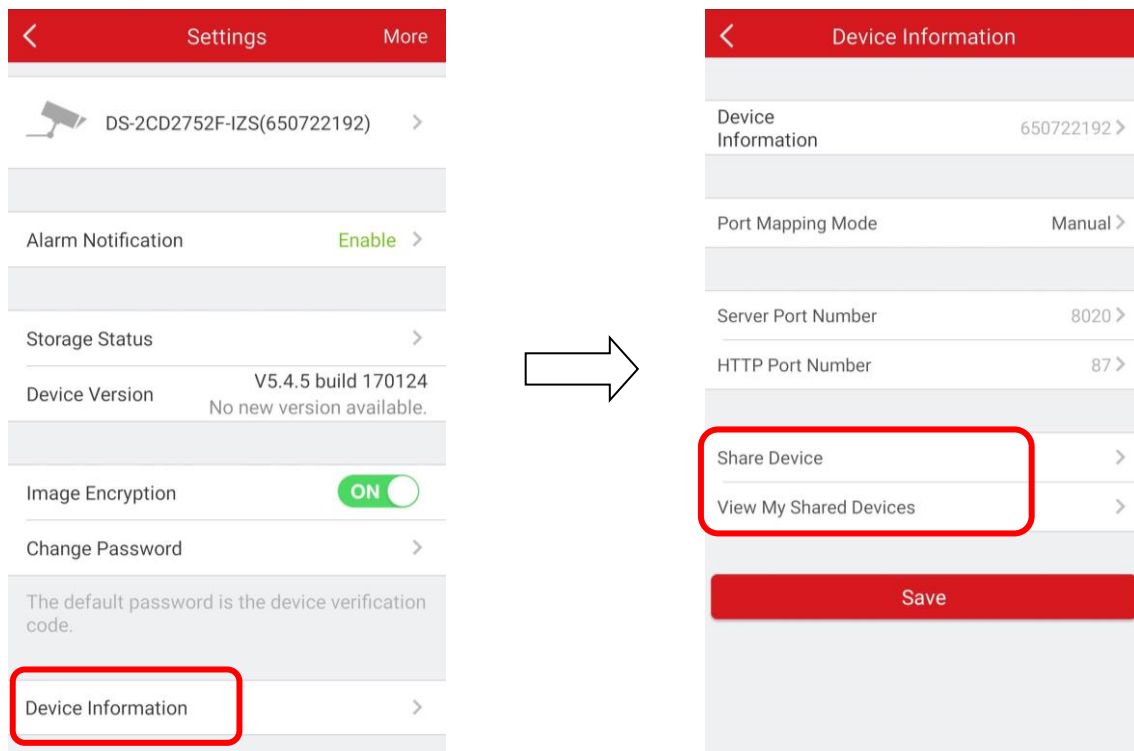 Settings
More
DS-2CD2752F-IZS(650722192)
Alarm Notification
Enable
Storage Status
Device Version
V5.4.5 build 170124
No new version available.
Image Encryption
ON
Change Password
The default password is the device verification
code.
Device Information
Device Information
Device
Information
650722192
Port Mapping Mode
Manual
Server Port Number
8020
HTTP Port Number
87
Share Device
View My Shared Devices
Save